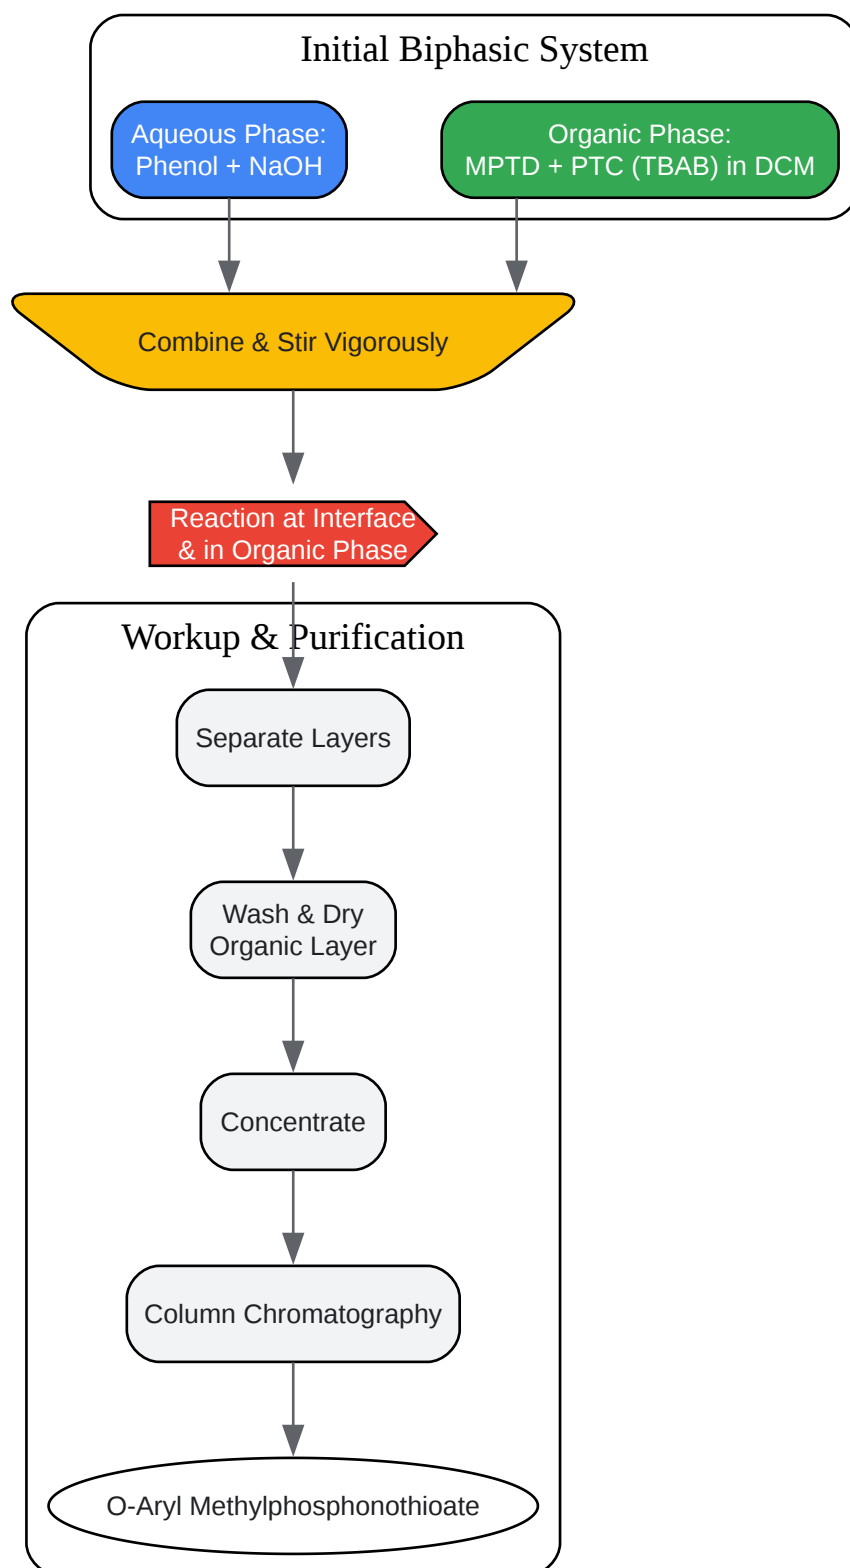 Initial Biphasic System
Aqueous Phase:
Phenol + NaOH
Organic Phase:
MPTD + PTC (TBAB) in DCM
Combine & Stir Vigorously
Reaction at Interface
& in Organic Phase
Workup & Purification
Separate Layers
Wash & Dry
Organic Layer
Concentrate
Column Chromatography
O-Aryl Methylphosphonothioate